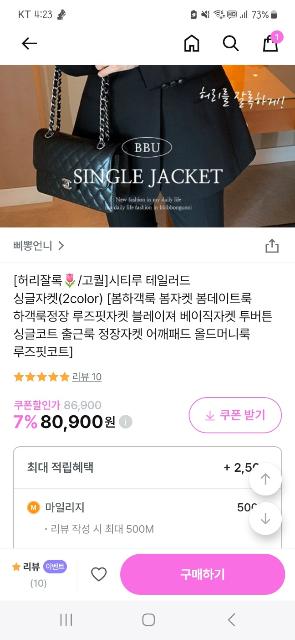 KT 4:23
73%
1
허리를 잘록하게!
BBU
SINGLE JACKET
New fashion in my daily life
삐뽕언니
[허리잘록🌷/고퀄]시티루 테일러드
싱글자켓(2color) [봄하객룩 봄자켓 봄데이트룩
하객룩정장 루즈핏자켓 블레이져 베이직자켓 투버튼
싱글코트 출근룩 정장자켓 어깨패드 올드머니룩
루즈핏코트]
리뷰 10
쿠폰할인가 86,900
7% 80,900원
쿠폰 받기
최대 적립혜택
+ 2,50
M 마일리지
500
· 리뷰 작성 시 최대 500M
리뷰 이벤트
(10)
구매하기